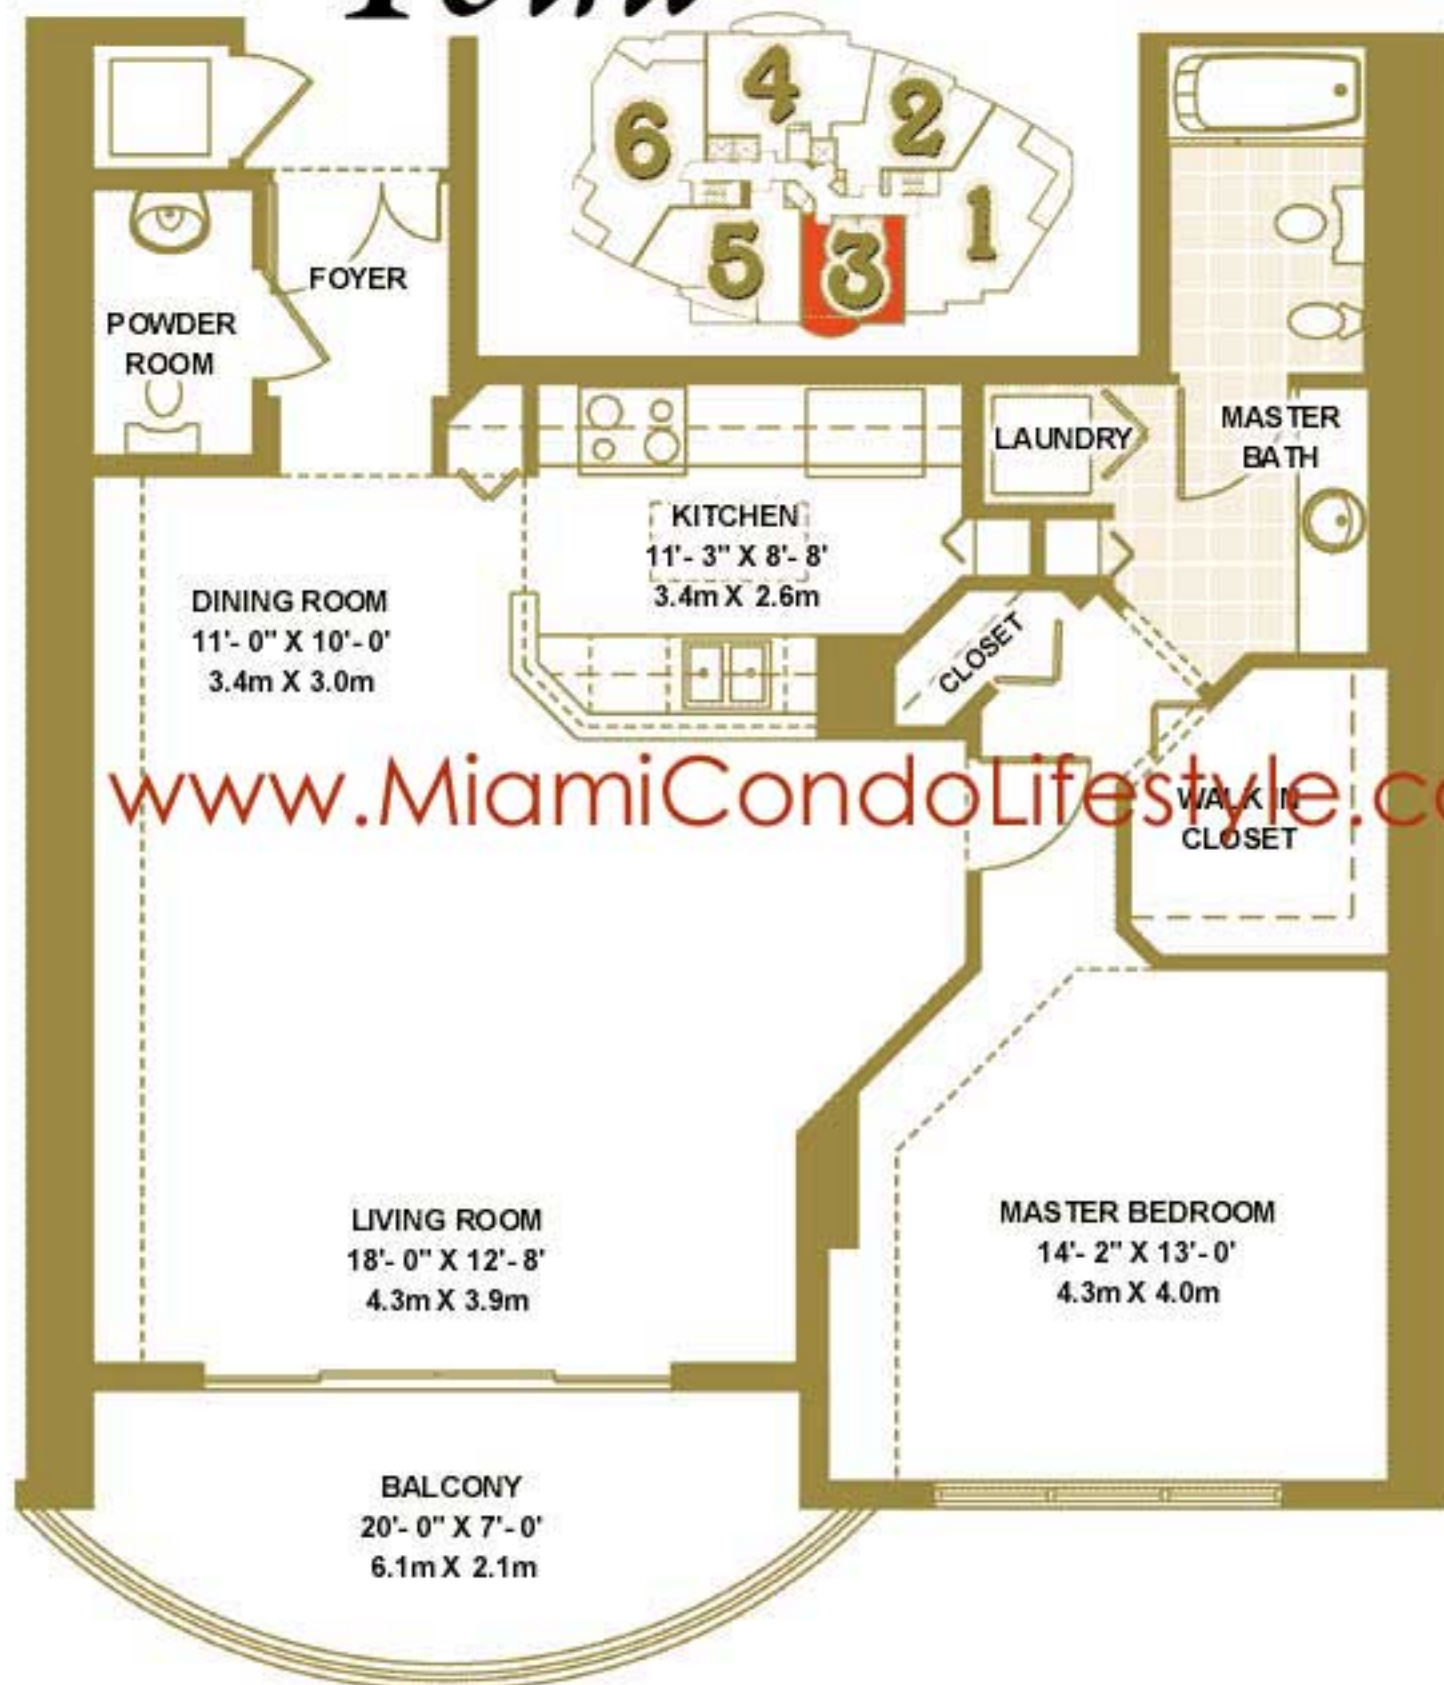 4
6
2
1
5
3
FOYER
POWDER
ROOM
LAUNDRY
MASTER
BATH
KITCHEN
11'- 3" X 8'- 8'
3.4m X 2.6m
DINING ROOM
11'- 0" X 10'- 0'
3.4m X 3.0m
CLOSET
www.MiamiCondoLifestyle.co
WALK IN
CLOSET
LIVING ROOM
18'- 0" X 12'- 8'
4.3m X 3.9m
MASTER BEDROOM
14'- 2" X 13'- 0'
4.3m X 4.0m
BALCONY
20'- 0" X 7'- 0'
6.1m X 2.1m